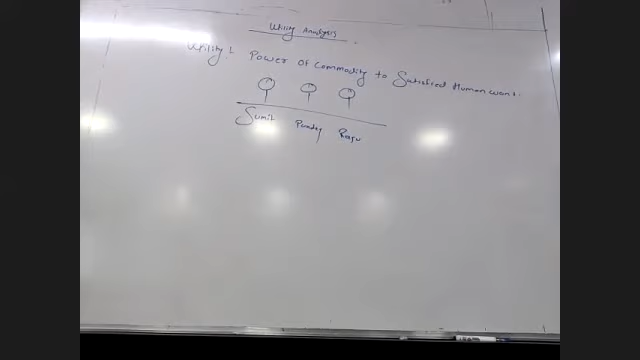 Utility Analysis
Utility : Power Of Commodity to Satisfied Human want.
Sumit Pandey Raju